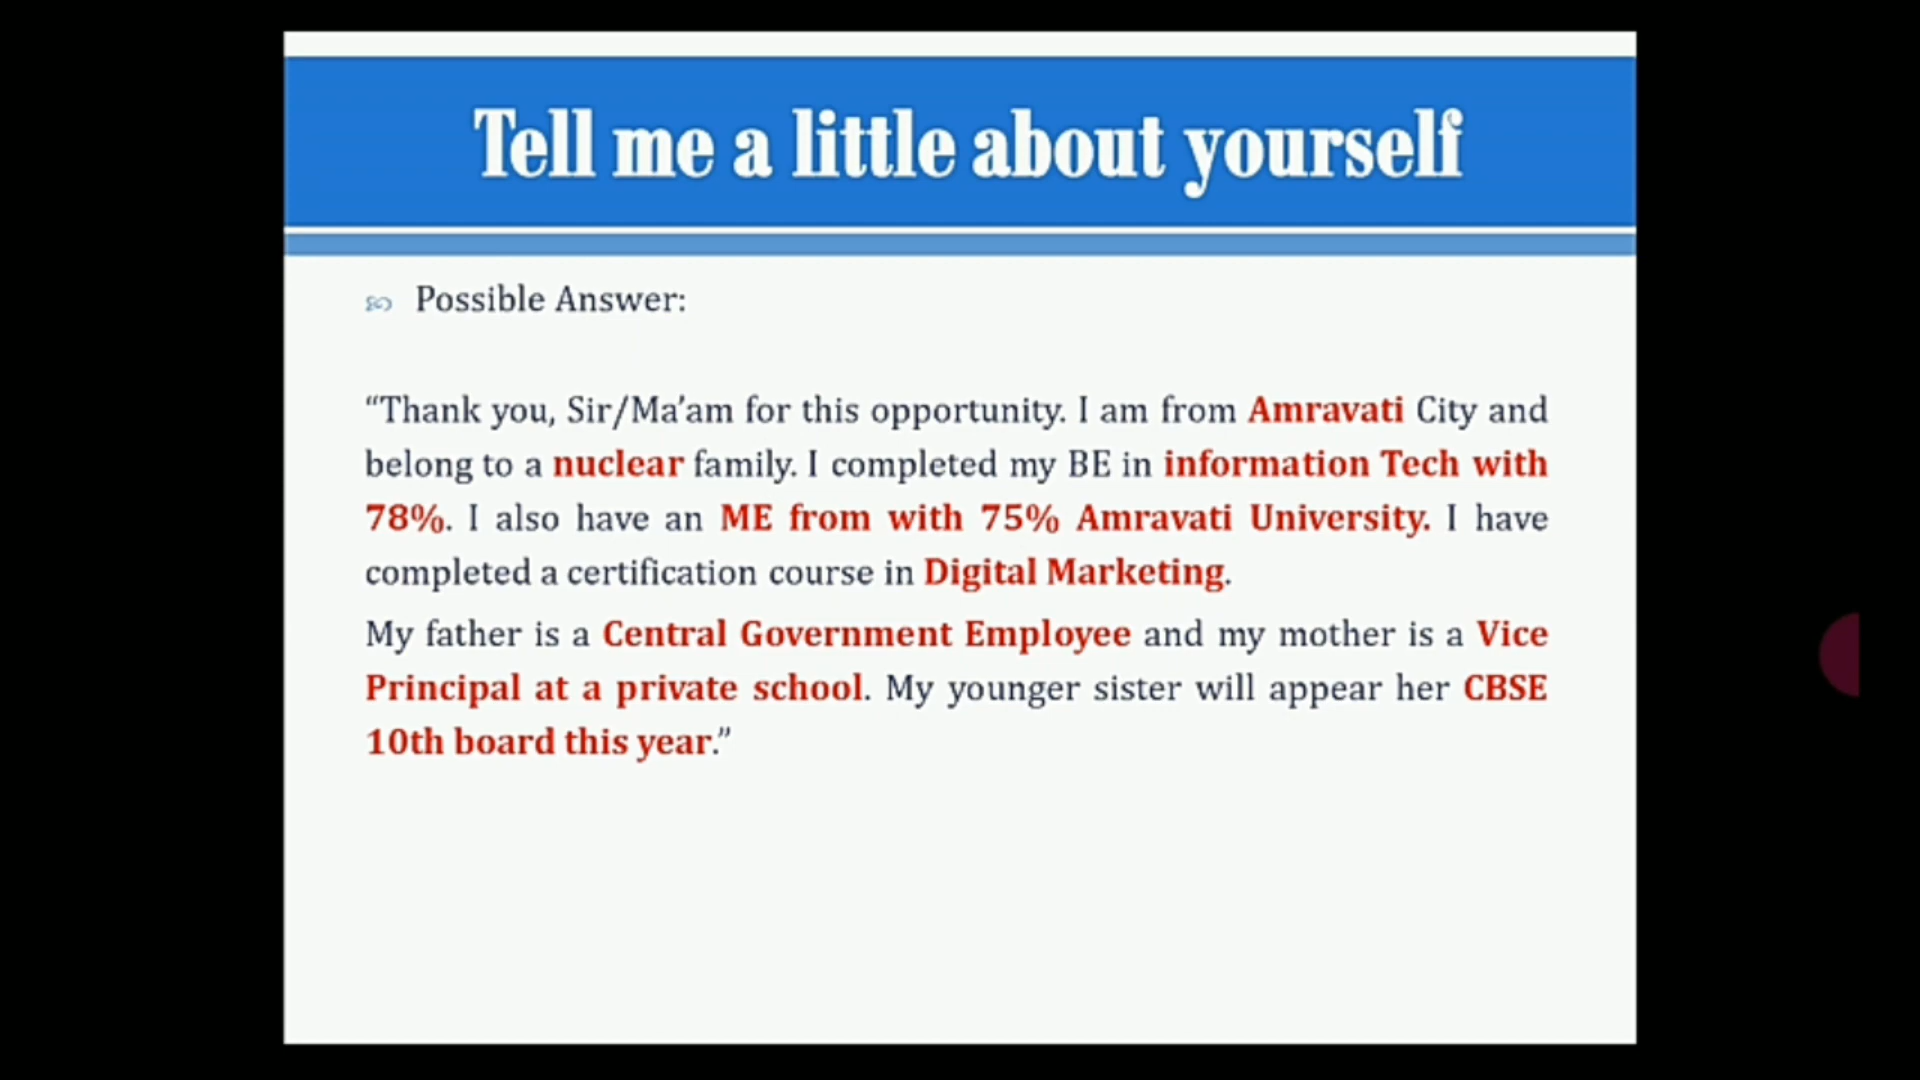 Tell me a little about yourself
Possible Answer:
“Thank you, Sir/Ma’am for this opportunity. I am from Amravati City and
belong to a nuclear family. I completed my BE in information Tech with
78%. I also have an ME from with 75% Amravati University. I have
completed a certification course in Digital Marketing.
My father is a Central Government Employee and my mother is a Vice
Principal at a private school. My younger sister will appear her CBSE
10th board this year.”